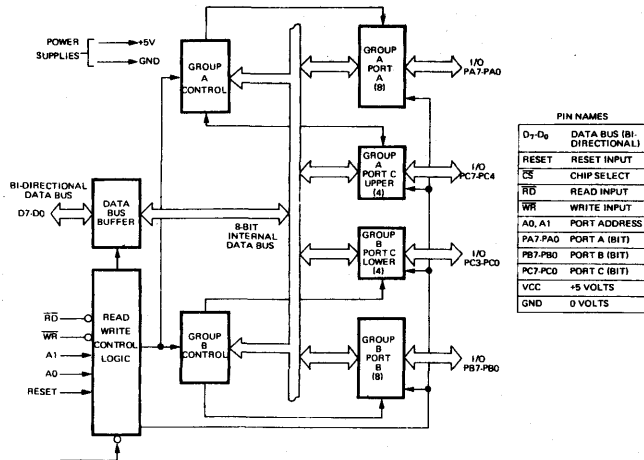 POWER
SUPPLIES
+5V
GND
GROUP
A
CONTROL
GROUP
A
PORT
A
(8)
I/O
PA7-PA0
GROUP
A
PORT C
UPPER
(4)
I/O
PC7-PC4
BI-DIRECTIONAL
DATA BUS
D7-D0
DATA
BUS
BUFFER
8-BIT
INTERNAL
DATA BUS
GROUP
B
PORT C
LOWER
(4)
I/O
PC3-PC0
RD
WR
A1
A0
RESET
READ
WRITE
CONTROL
LOGIC
GROUP
B
CONTROL
GROUP
B
PORT
B
(8)
I/O
PB7-PB0
PIN NAMES
D7-D0 DATA BUS (BI-
DIRECTIONAL)
RESET RESET INPUT
CS CHIP SELECT
RD READ INPUT
WR WRITE INPUT
A0, A1 PORT ADDRESS
PA7-PA0 PORT A (BIT)
PB7-PB0 PORT B (BIT)
PC7-PC0 PORT C (BIT)
VCC +5 VOLTS
GND 0 VOLTS